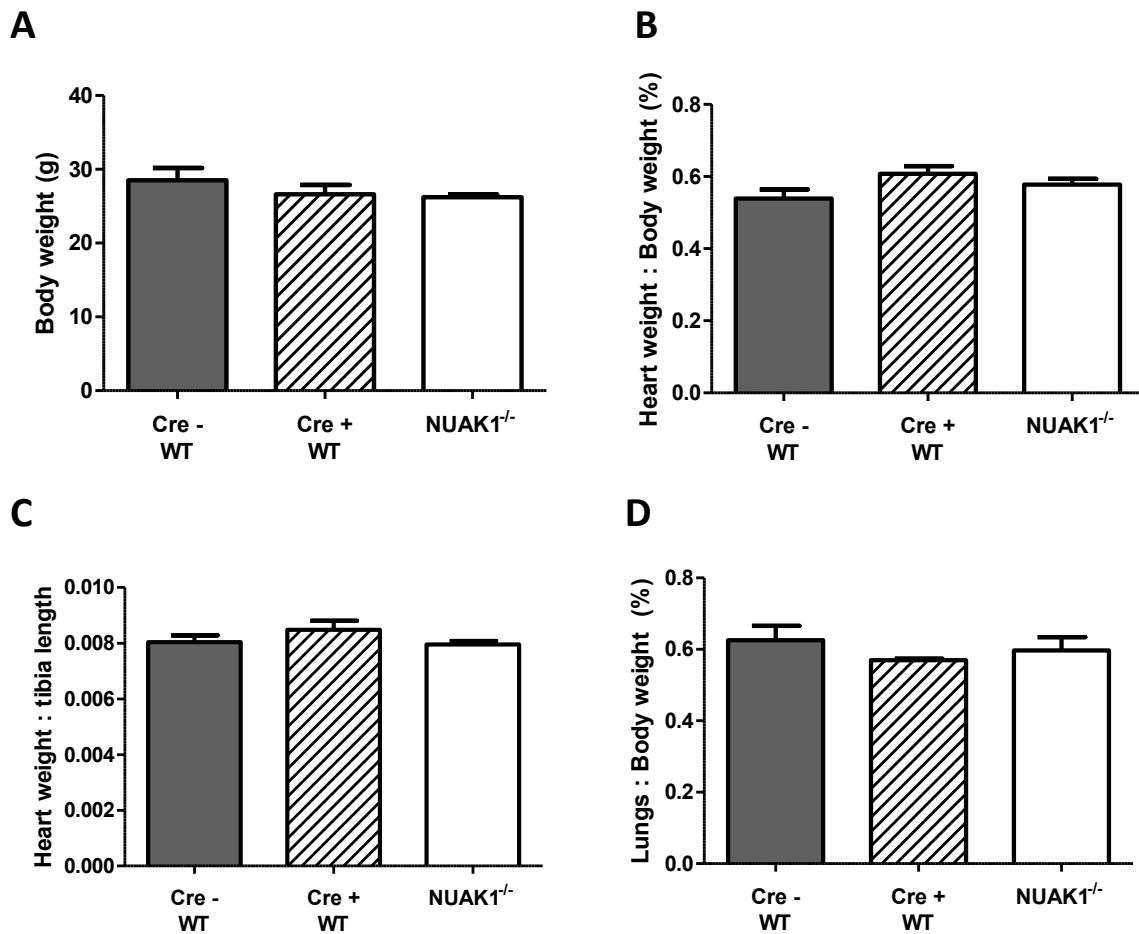 A
Body weight (g)
40
30
20
10
0
Cre -
WT
Cre +
WT
NUAK1-/-
B
Heart weight : Body weight (%)
0.8
0.6
0.4
0.2
0.0
Cre -
WT
Cre +
WT
NUAK1-/-
C
Heart weight : tibia length
0.010
0.008
0.006
0.004
0.002
0.000
Cre -
WT
Cre +
WT
NUAK1-/-
D
Lungs : Body weight (%)
0.8
0.6
0.4
0.2
0.0
Cre -
WT
Cre +
WT
NUAK1-/-